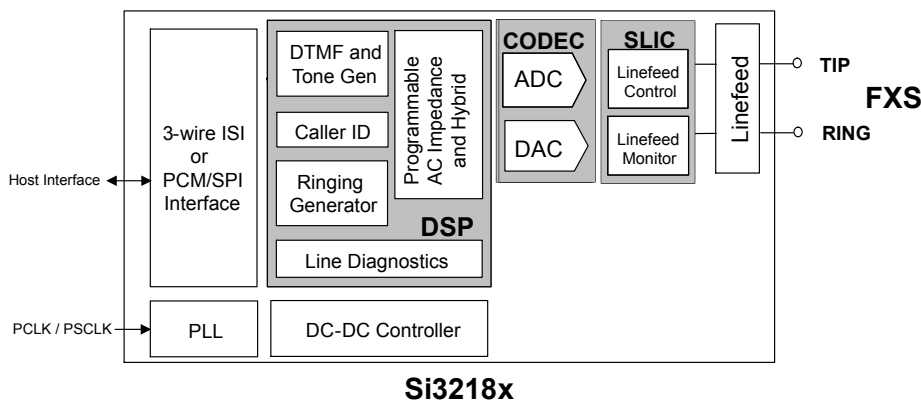 Host Interface
PCLK / PSCLK
3-wire ISI
or
PCM/SPI
Interface
PLL
DTMF and
Tone Gen
Caller ID
Ringing
Generator
Programmable
AC Impedance
and Hybrid
DSP
Line Diagnostics
DC-DC Controller
CODEC
ADC
DAC
SLIC
Linefeed
Control
Linefeed
Monitor
Linefeed
TIP
FXS
RING
Si3218x